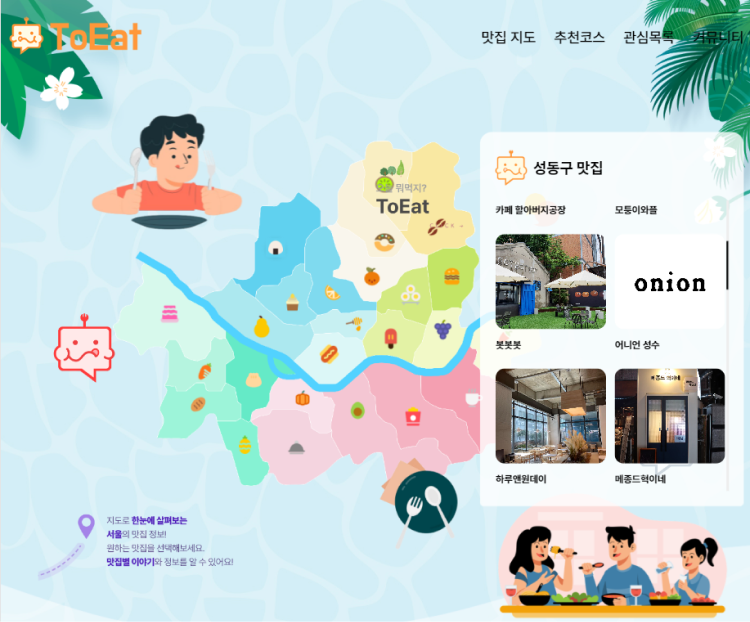 ToEat
맛집 지도 추천코스 관심목록 커뮤니티
뭐먹지?
ToEat
성동구 맛집
카페 할아버지공장
모퉁이와플
onion
봇봇봇
어니언 성수
하루앤원데이
메종드혁이네
지도로 한눈에 살펴보는
서울의 맛집 정보!
원하는 맛집을 선택해보세요.
맛집별 이야기와 정보를 알 수 있어요!